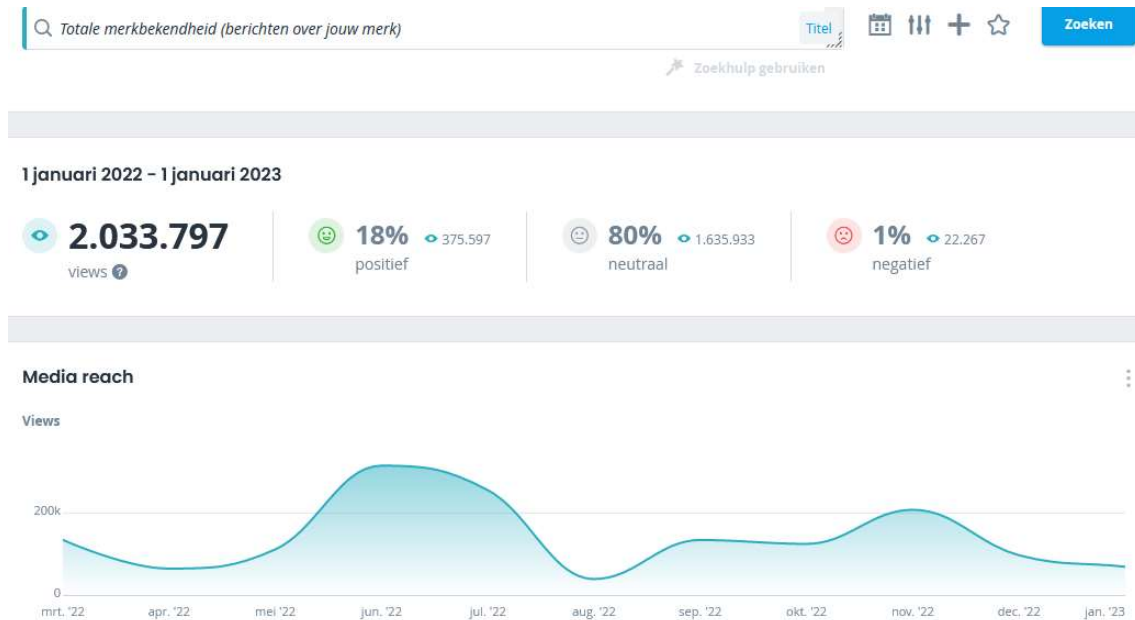 Totale merkbekendheid (berichten over jouw merk) Titel Zoeken
Zoekhulp gebruiken
1 januari 2022 - 1 januari 2023
2.033.797 18% 375.597 80% 1.635.933 1% 22.267
views ? positief neutraal negatief
Media reach
Views
200k
0
mrt. '22 apr. '22 mei '22 jun. '22 jul. '22 aug. '22 sep. '22 okt. '22 nov. '22 dec. '22 jan. '23